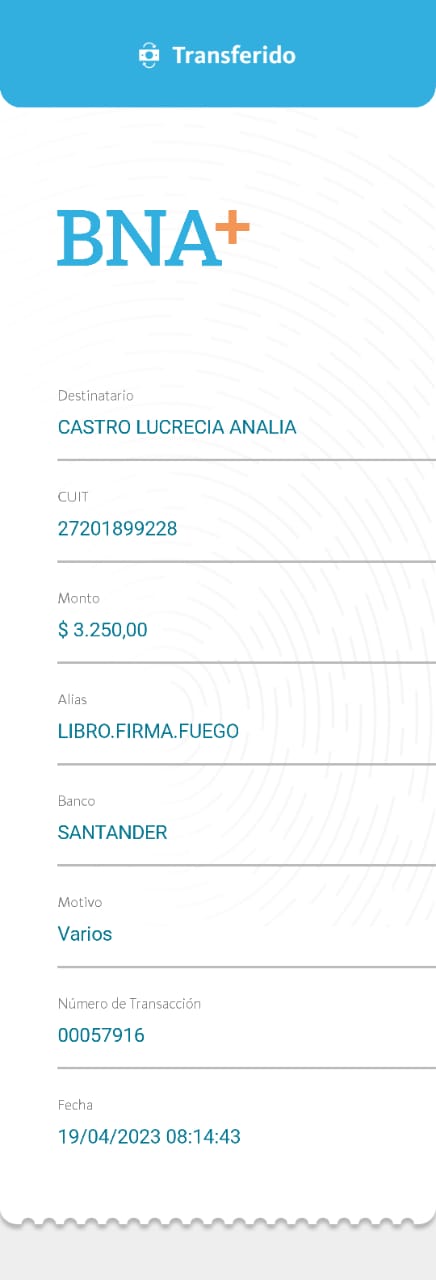 Transferido
BNA+
Destinatario
CASTRO LUCRECIA ANALIA
CUIT
27201899228
Monto
$ 3.250,00
Alias
LIBRO.FIRMA.FUEGO
Banco
SANTANDER
Motivo
Varios
Número de Transacción
00057916
Fecha
19/04/2023 08:14:43